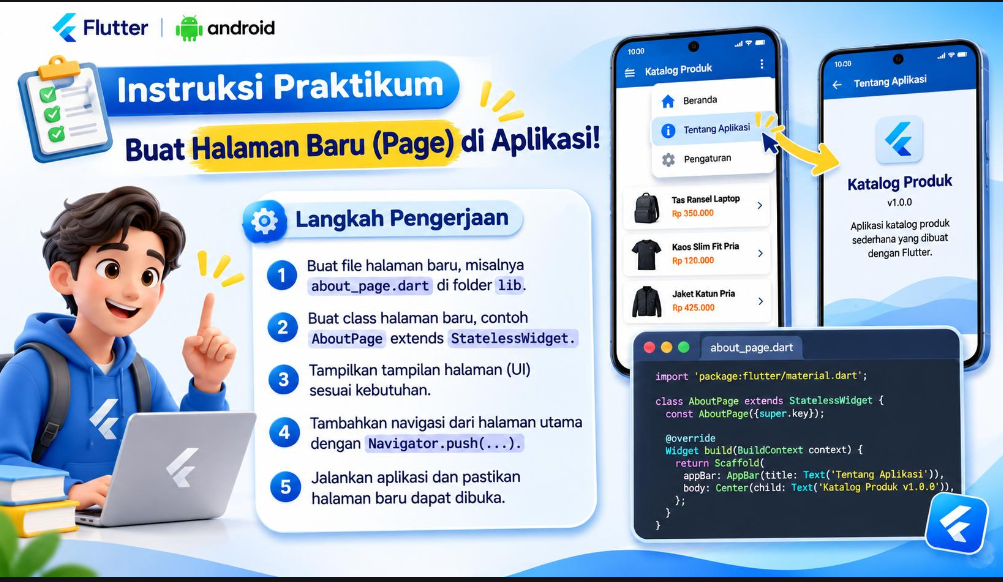 Flutter
android
Instruksi Praktikum
Buat Halaman Baru (Page) di Aplikasi!
Langkah Pengerjaan
1
Buat file halaman baru, misalnya
about_page.dart di folder lib.
2
Buat class halaman baru, contoh
AboutPage extends StatelessWidget.
3
Tampilkan tampilan halaman (UI)
sesuai kebutuhan.
4
Tambahkan navigasi dari halaman utama
dengan Navigator.push(...).
5
Jalankan aplikasi dan pastikan
halaman baru dapat dibuka.
10:00
Katalog Produk
Beranda
Tentang Aplikasi
Pengaturan
Tas Ransel Laptop
Rp 350.000
Kaos Slim Fit Pria
Rp 120.000
Jaket Katun Pria
Rp 425.000
10:00
Tentang Aplikasi
Katalog Produk
v1.0.0
Aplikasi katalog produk
sederhana yang dibuat
dengan Flutter.
about_page.dart
import 'package:flutter/material.dart';
class AboutPage extends StatelessWidget {
const AboutPage({super.key});
@override
Widget build(BuildContext context) {
return Scaffold(
appBar: AppBar(title: Text('Tentang Aplikasi')),
body: Center(child: Text('Katalog Produk v1.0.0')),
);
}
}